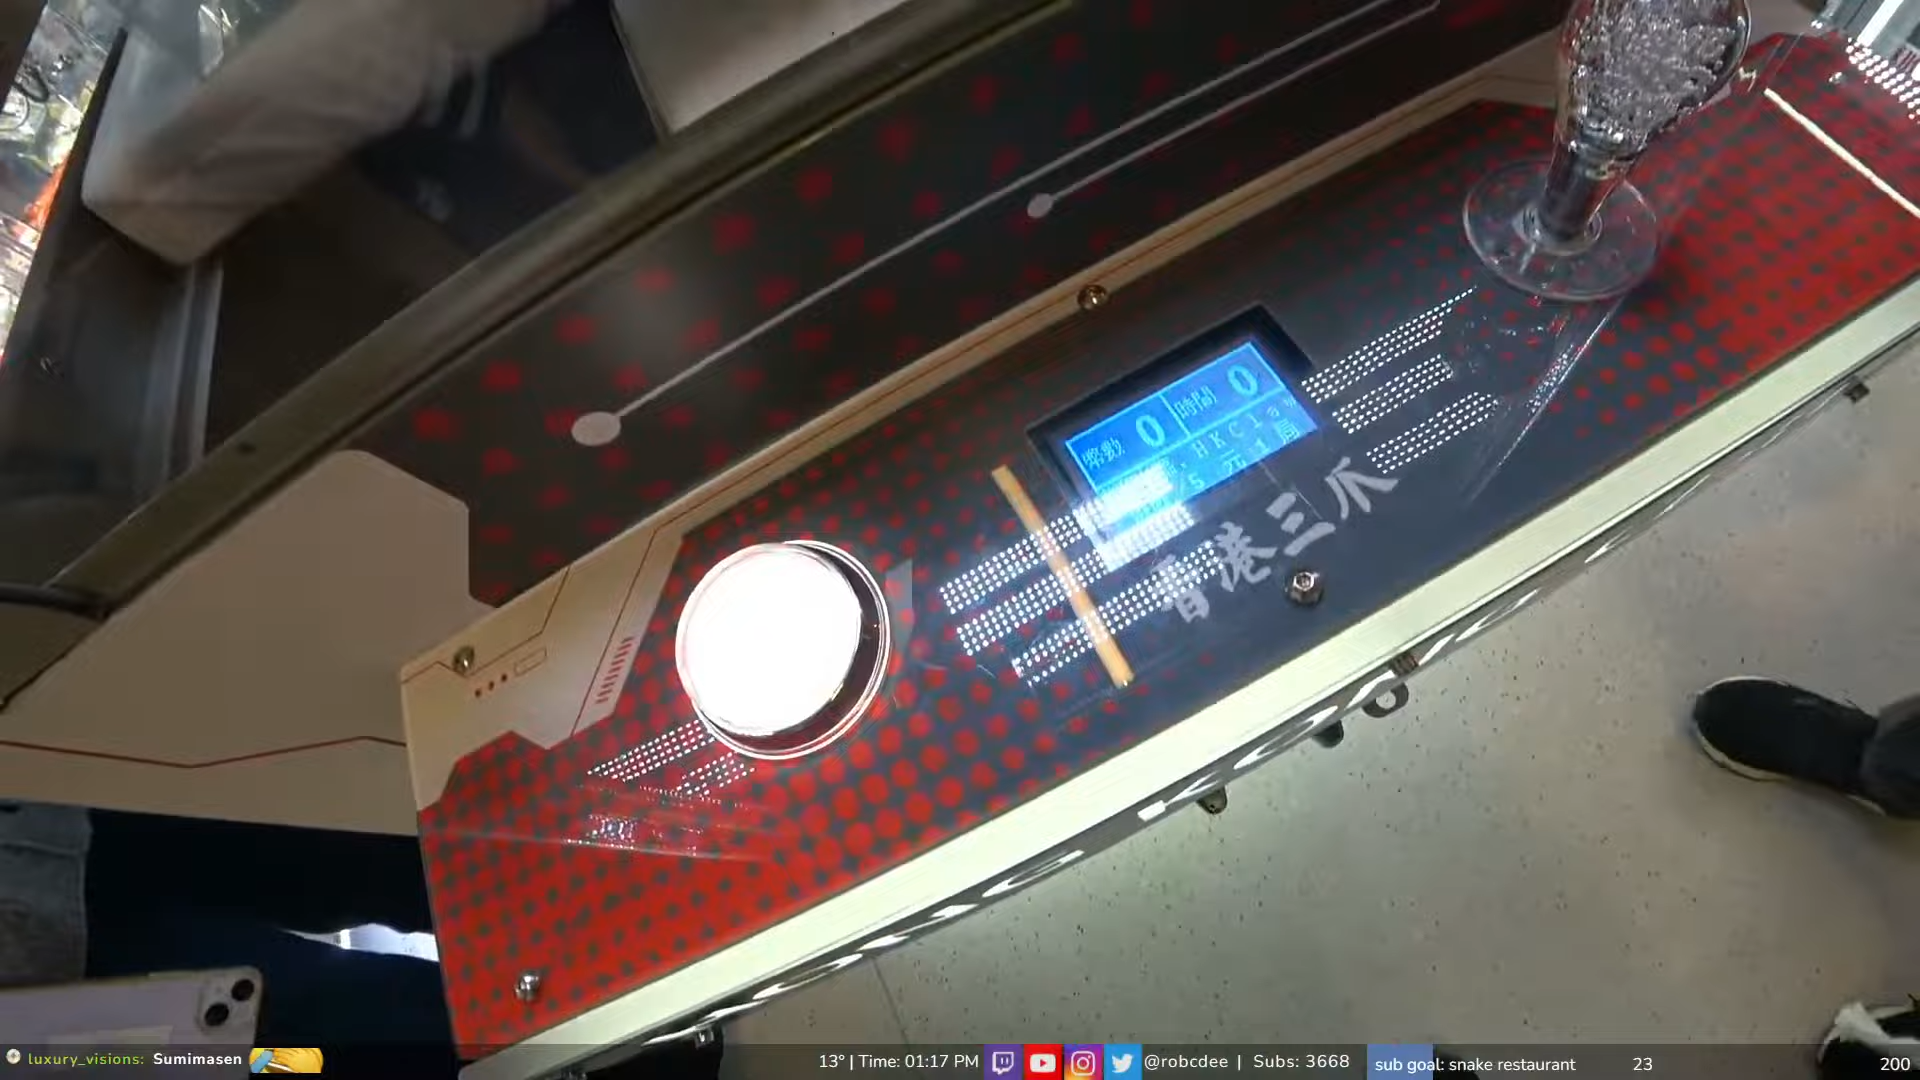 幣數 0 時間 0
HKClaw
5元1局
香港三爪
luxury_visions: Sumimasen
13° | Time: 01:17 PM
@robcdee | Subs: 3668
sub goal: snake restaurant 23 200